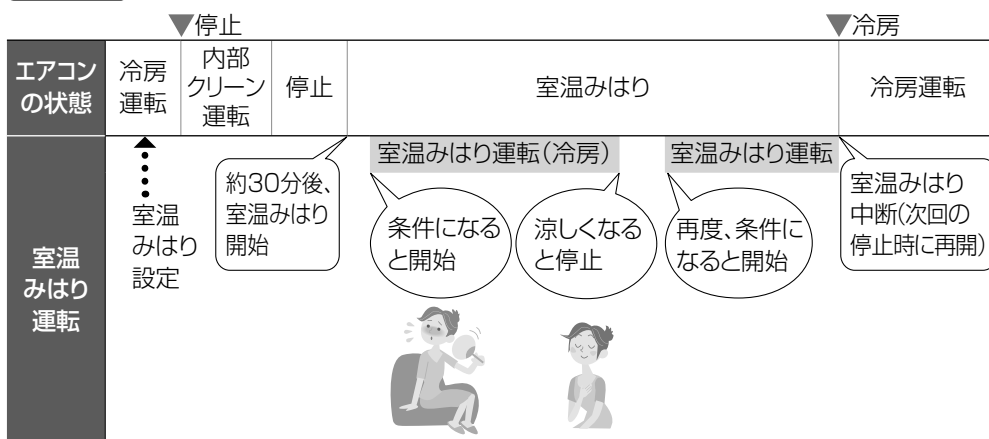 ▼停止
▼冷房
エアコン
の状態
冷房
運転
内部
クリーン
運転
停止
室温みはり
冷房運転
室温
みはり
運転
室温
みはり
設定
約30分後、
室温みはり
開始
室温みはり運転(冷房)
条件になる
と開始
涼しくなる
と停止
室温みはり運転
再度、条件に
なると開始
室温みはり
中断(次回の
停止時に再開)